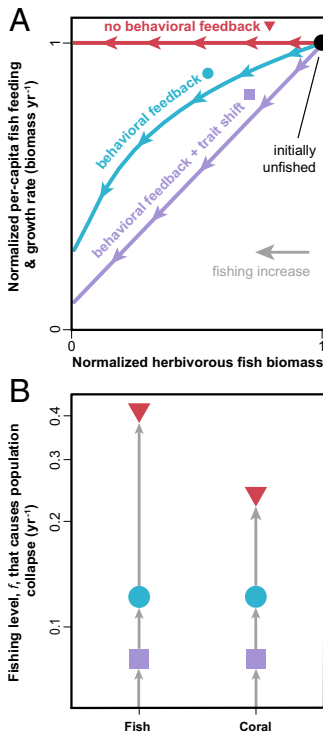 A
no behavioral feedback
behavioral feedback
behavioral feedback + trait shift
initially
unfished
fishing increase
Normalized per-capita fish feeding
& growth rate (biomass yr⁻¹)
1
0
0
1
Normalized herbivorous fish biomass
B
Fishing level, f, that causes population
collapse (yr⁻¹)
0.4
0.3
0.2
0.1
Fish
Coral